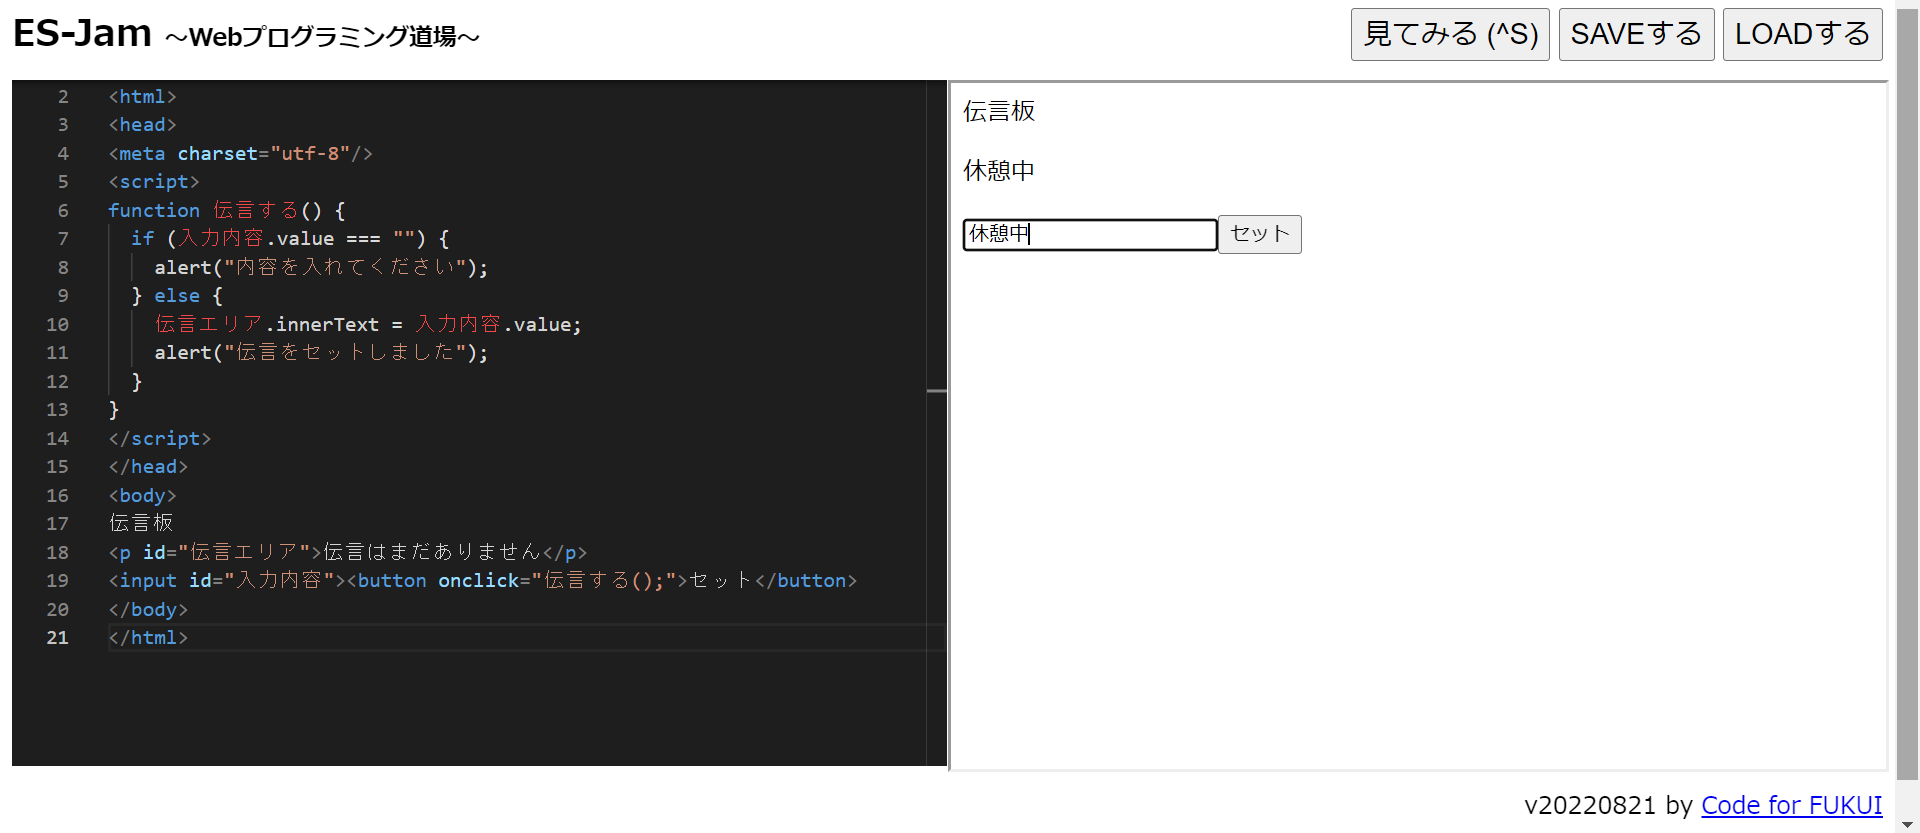 ES-Jam ～Webプログラミング道場～
見てみる (^S) SAVEする LOADする
2 <html>
3 <head>
4 <meta charset="utf-8"/>
5 <script>
6 function 伝言する() {
7 if (入力内容.value === "") {
8 alert("内容を入れてください");
9 } else {
10 伝言エリア.innerText = 入力内容.value;
11 alert("伝言をセットしました");
12 }
13 }
14 </script>
15 </head>
16 <body>
17 伝言板
18 <p id="伝言エリア">伝言はまだありません</p>
19 <input id="入力内容"><button onclick="伝言する();">セット</button>
20 </body>
21 </html>
伝言板
休憩中
休憩中 セット
v20220821 by Code for FUKUI